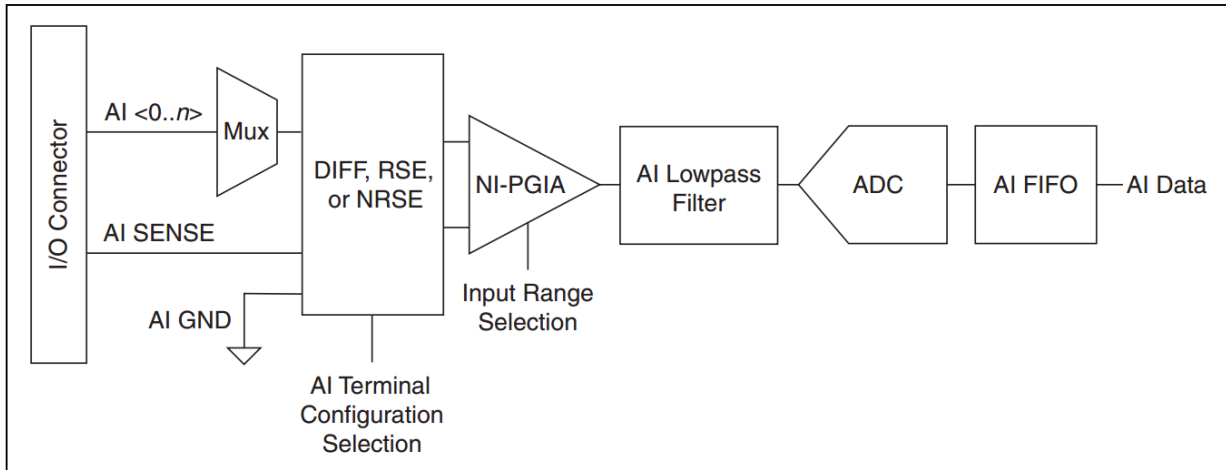 I/O Connector
AI <0..n>
Mux
AI SENSE
AI GND
DIFF, RSE,
or NRSE
AI Terminal
Configuration
Selection
NI-PGIA
Input Range
Selection
AI Lowpass
Filter
ADC
AI FIFO
AI Data